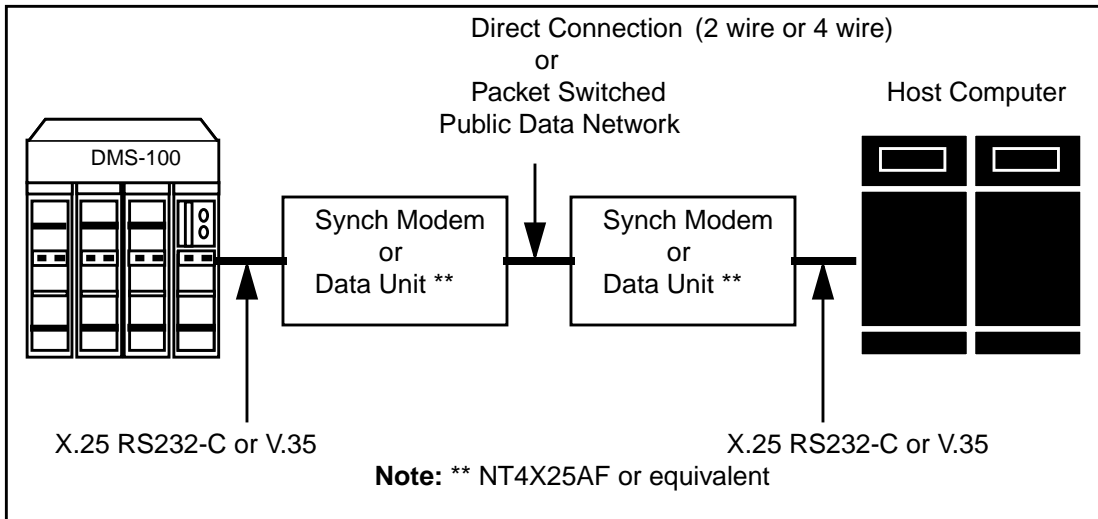 Direct Connection (2 wire or 4 wire)
or
Packet Switched
Public Data Network
Host Computer
DMS-100
Synch Modem
or
Data Unit **
Synch Modem
or
Data Unit **
X.25 RS232-C or V.35
X.25 RS232-C or V.35
Note: ** NT4X25AF or equivalent